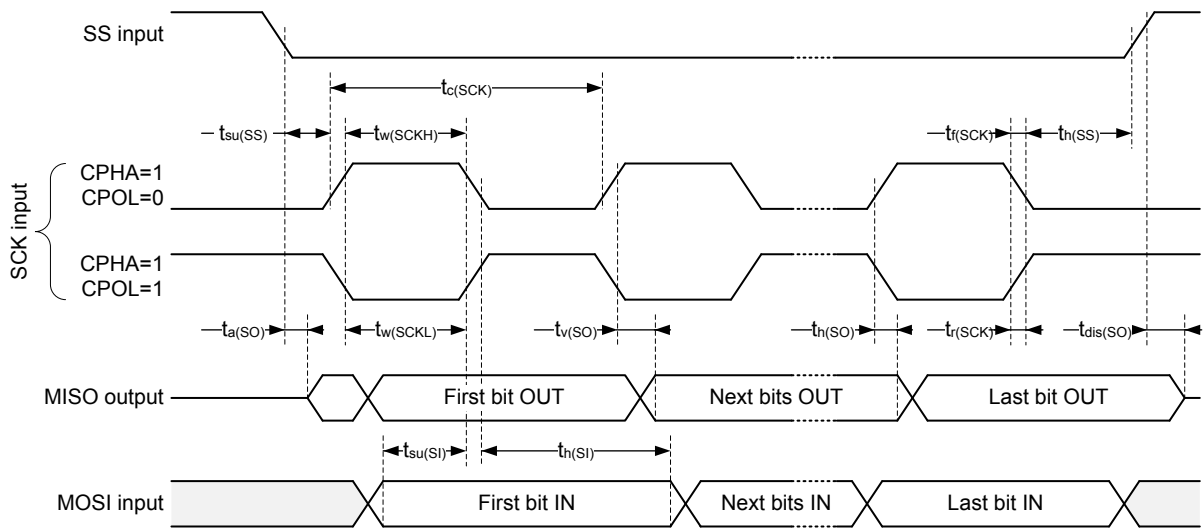 SS input
tc(SCK)
tsu(SS)
tw(SCKH)
tf(SCK)
th(SS)
SCK input
CPHA=1
CPOL=0
CPHA=1
CPOL=1
ta(SO)
tw(SCKL)
tv(SO)
th(SO)
tr(SCK)
tdis(SO)
MISO output
First bit OUT
Next bits OUT
Last bit OUT
tsu(SI)
th(SI)
MOSI input
First bit IN
Next bits IN
Last bit IN